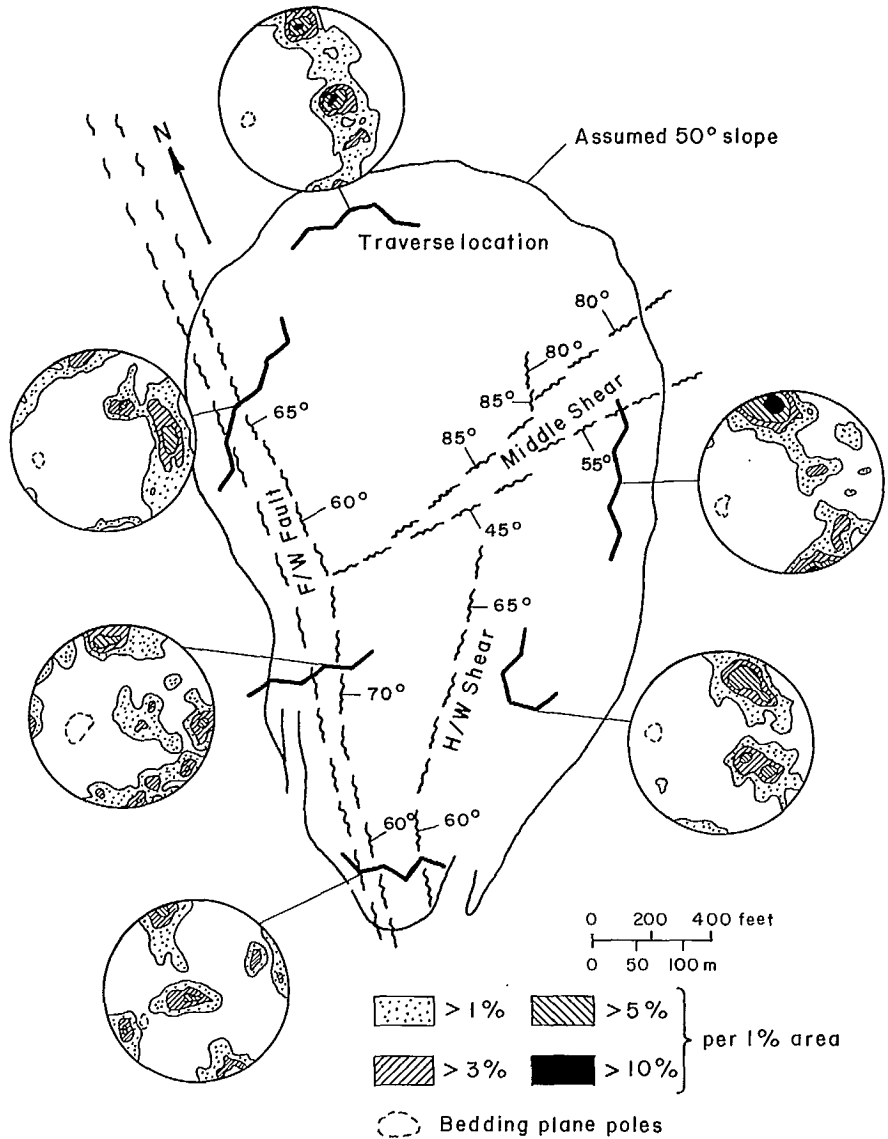 N
Assumed 50° slope
Traverse location
80°
80°
85°
65°
85°
Middle Shear
55°
60°
F/W Fault
45°
65°
H/W Shear
70°
60°
60°
0 200 400 feet
0 50 100 m
>1% >5%
per 1% area
>3% >10%
Bedding plane poles